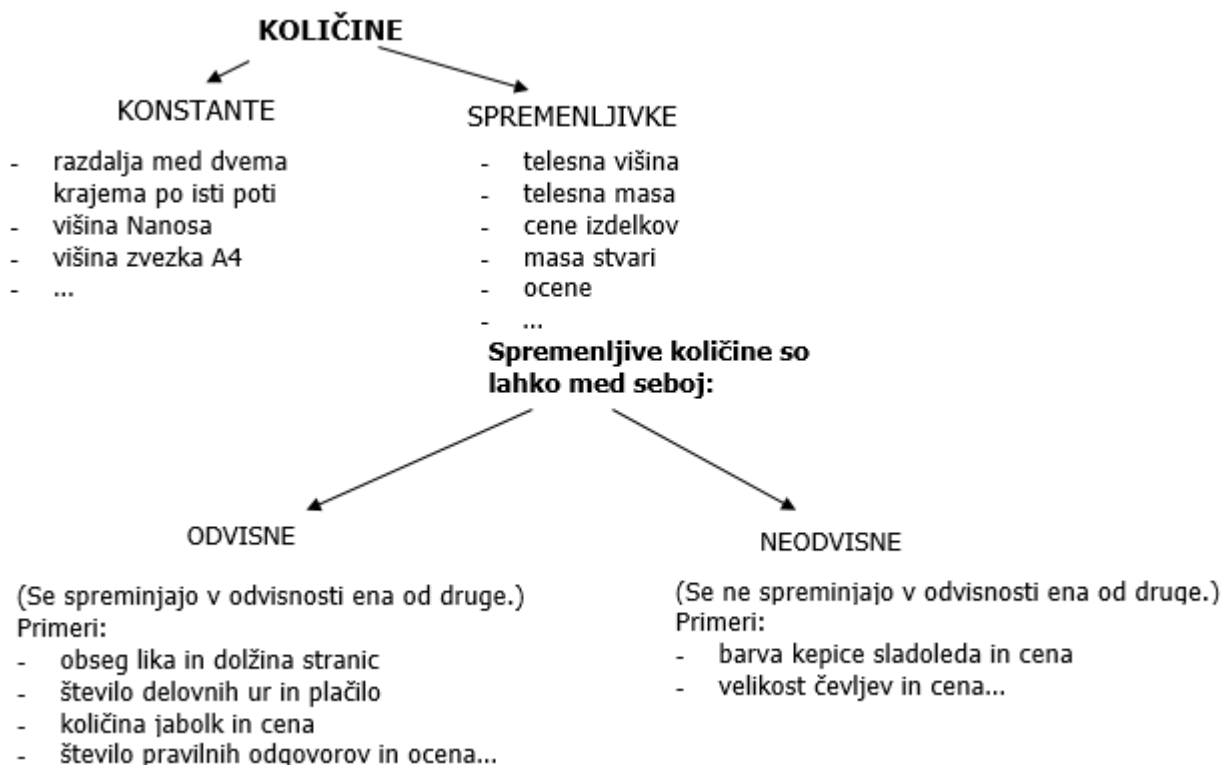 KOLIČINE
KONSTANTE
- razdalja med dvema
krajema po isti poti
- višina Nanosa
- višina zvezka A4
- ...
SPREMENLJIVKE
- telesna višina
- telesna masa
- cene izdelkov
- masa stvari
- ocene
- ...
Spremenljive količine so
lahko med seboj:
ODVISNE
(Se spreminjajo v odvisnosti ena od druge.)
Primeri:
- obseg lika in dolžina stranic
- število delovnih ur in plačilo
- količina jabolk in cena
- število pravilnih odgovorov in ocena...
NEODVISNE
(Se ne spreminjajo v odvisnosti ena od druge.)
Primeri:
- barva kepice sladoleda in cena
- velikost čevljev in cena...